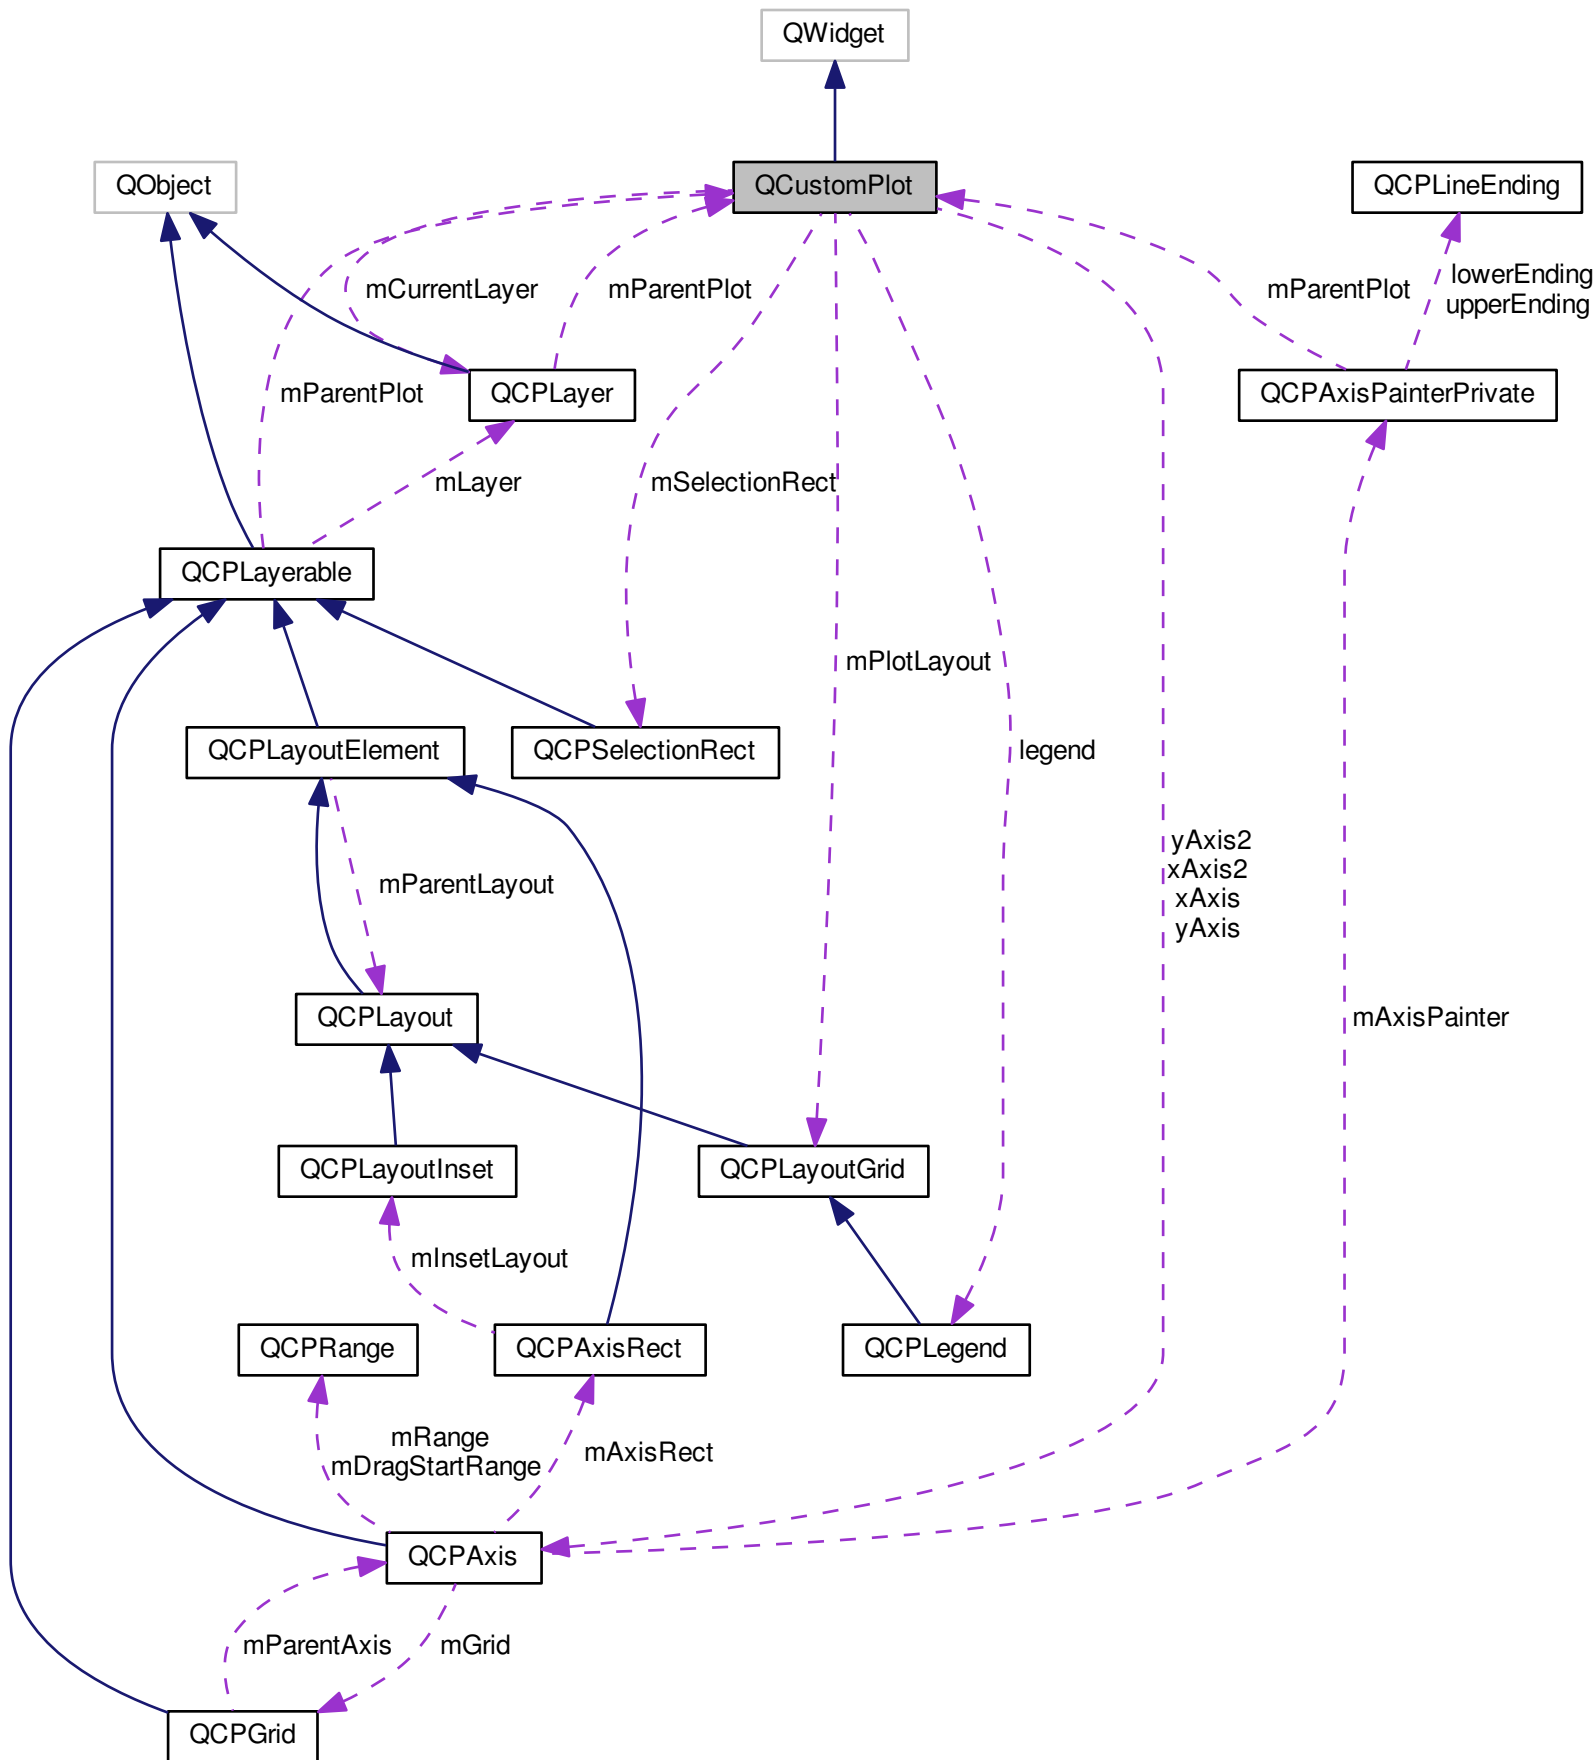 QWidget
QObject
QCustomPlot
QCPLineEnding
mCurrentLayer
mParentPlot
mParentPlot
lowerEnding
upperEnding
mParentPlot
QCPLayer
QCPAxisPainterPrivate
mLayer
mSelectionRect
QCPLayerable
mPlotLayout
QCPLayoutElement
QCPSelectionRect
legend
yAxis2
xAxis2
xAxis
yAxis
mParentLayout
QCPLayout
mAxisPainter
QCPLayoutInset
QCPLayoutGrid
mInsetLayout
QCPRange
QCPAxisRect
QCPLegend
mRange
mDragStartRange
mAxisRect
QCPAxis
mParentAxis
mGrid
QCPGrid